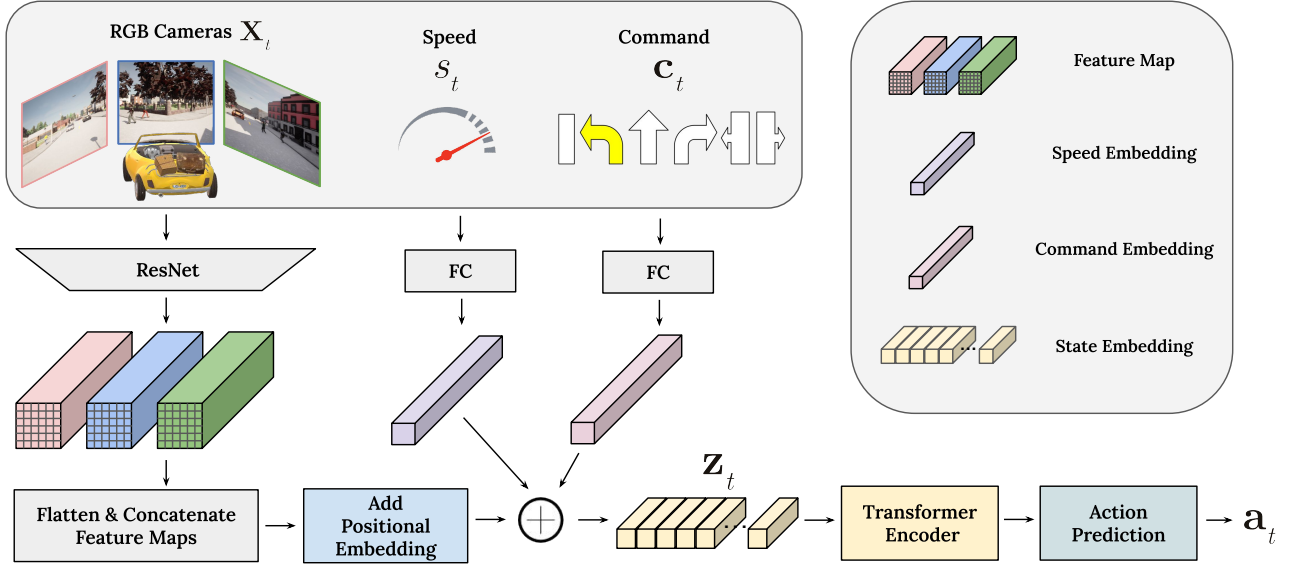 RGB Cameras X_t
Speed
s_t
Command
c_t
ResNet
FC
FC
Flatten & Concatenate
Feature Maps
Add
Positional
Embedding
z_t
...
Transformer
Encoder
Action
Prediction
a_t
Feature Map
Speed Embedding
Command Embedding
...
State Embedding